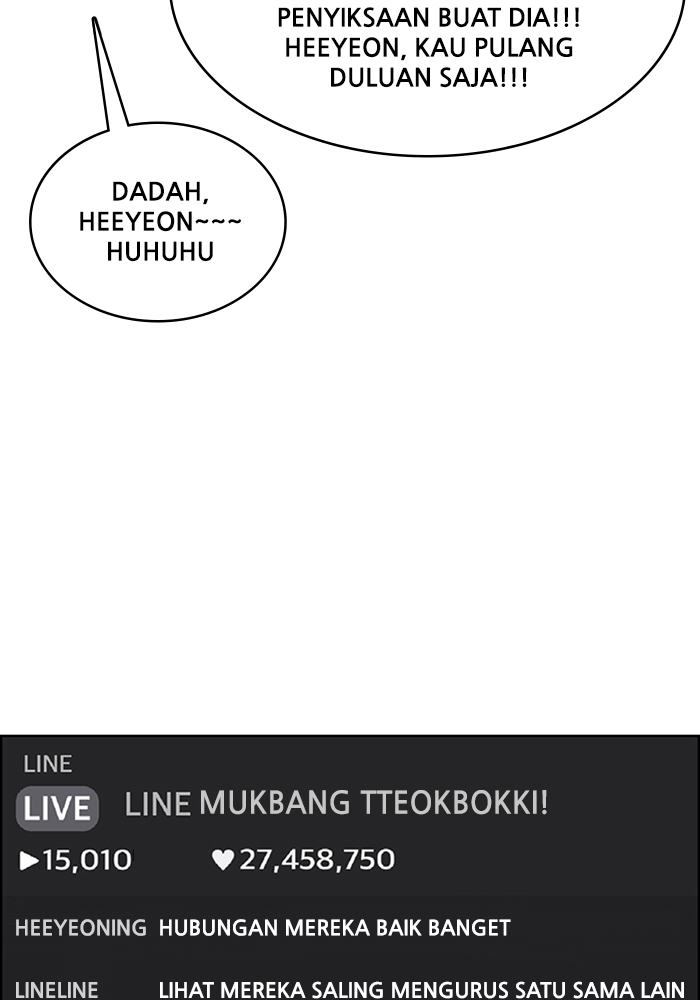 PENYIKSAAN BUAT DIA!!!
HEEYEON, KAU PULANG
DULUAN SAJA!!!
DADAH,
HEEYEON~~~
HUHUHU
LINE
LIVE LINE MUKBANG TTEOKBOKKI!
▶15,010 ♥27,458,750
HEEYEONING HUBUNGAN MEREKA BAIK BANGET
LINELINE LIHAT MEREKA SALING MENGURUS SATU SAMA LAIN